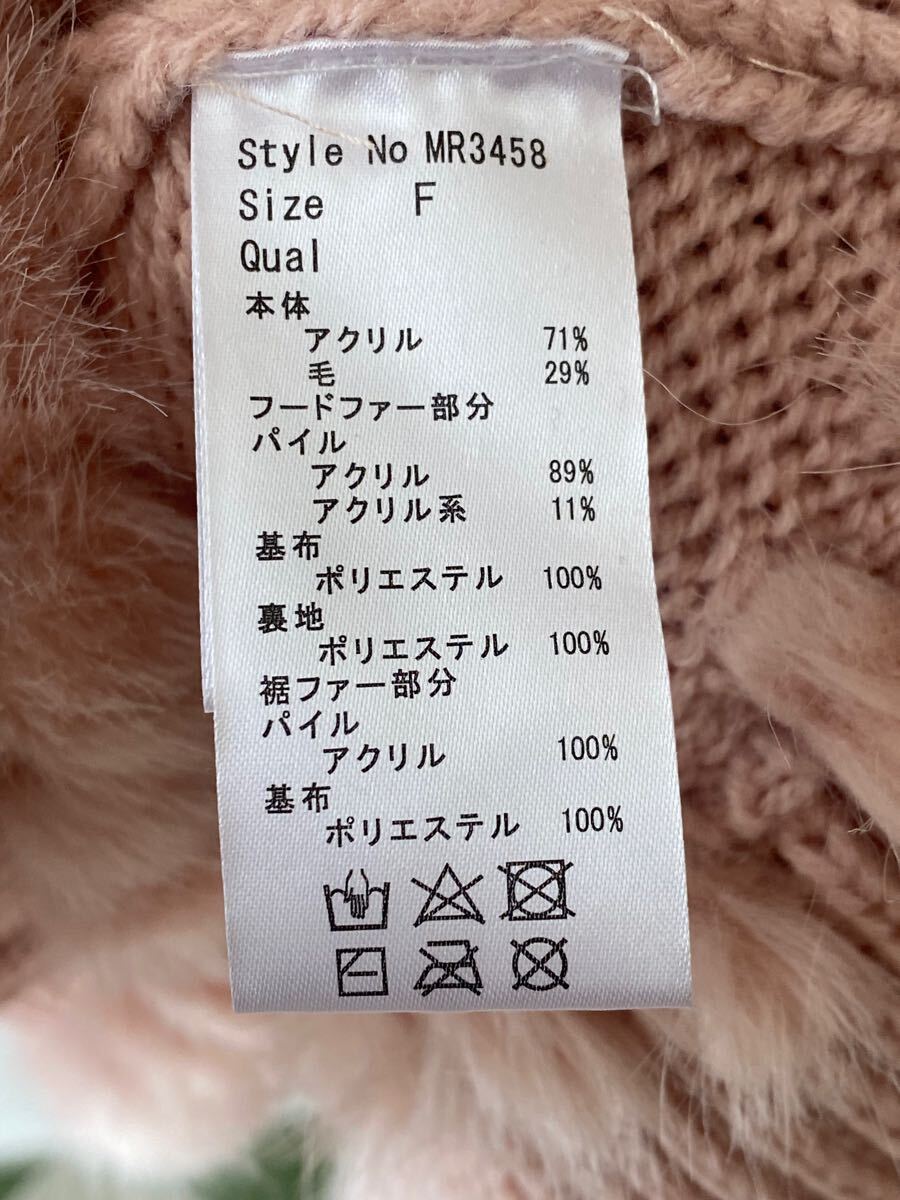 Style No MR3458
Size F
Qual
本体
アクリル 71%
毛 29%
フードファー部分
パイル
アクリル 89%
アクリル系 11%
基布
ポリエステル 100%
裏地
ポリエステル 100%
裾ファー部分
パイル
アクリル 100%
基布
ポリエステル 100%